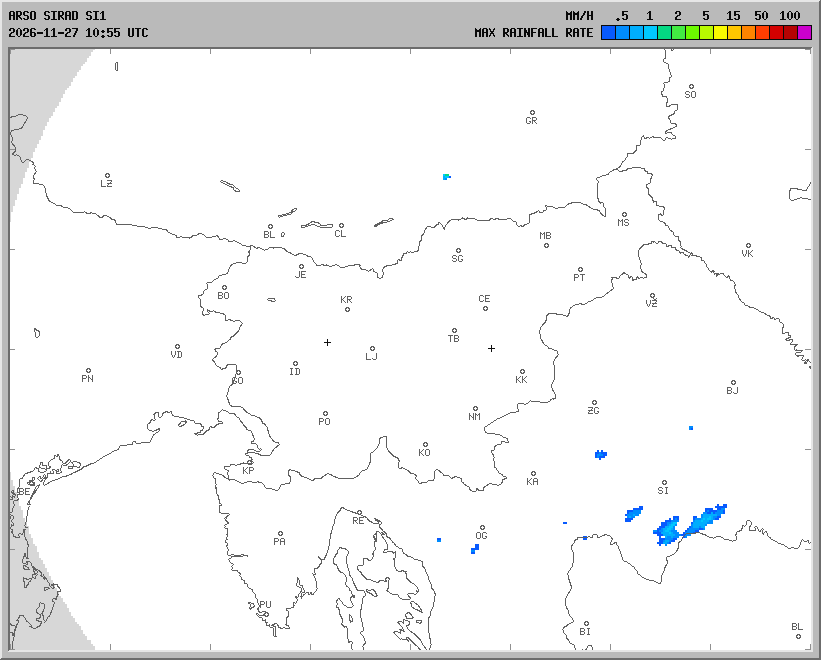 ARSO SIRAD SI1
2026-11-27 10:55 UTC
MM/H .5 1 2 5 15 50 100
MAX RAINFALL RATE
SO
GR
LZ
MS
BL CL
MB
VK
SG
JE
PT
BO
KR
CE
VZ
TB
VD
LJ
ID
PN
GO
KK
BJ
NM
ZG
PO
KO
KP
KA
BE
SI
RE
OG
PA
PU
BI
BL